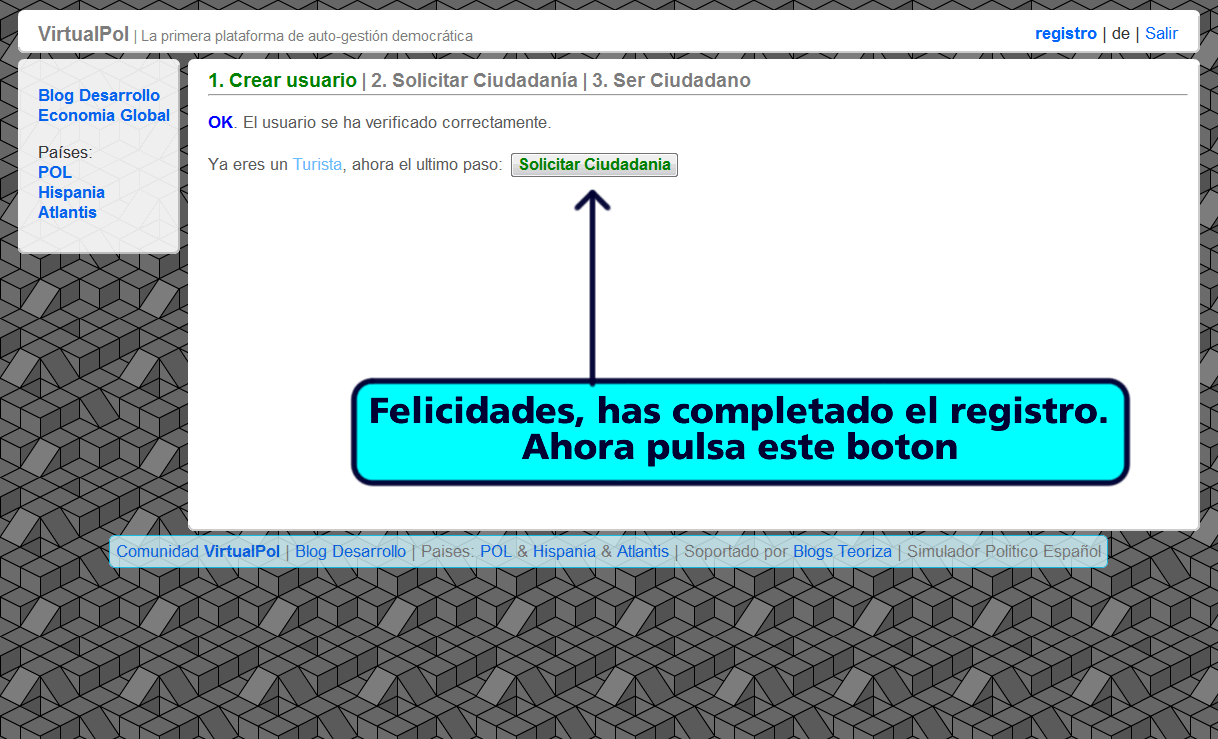 VirtualPol | La primera plataforma de auto-gestión democrática
registro | de | Salir
Blog Desarrollo
Economia Global
Países:
POL
Hispania
Atlantis
1. Crear usuario | 2. Solicitar Ciudadanía | 3. Ser Ciudadano
OK. El usuario se ha verificado correctamente.
Ya eres un Turista, ahora el ultimo paso: Solicitar Ciudadania
Felicidades, has completado el registro.
Ahora pulsa este boton
Comunidad VirtualPol | Blog Desarrollo | Paises: POL & Hispania & Atlantis | Soportado por Blogs Teoriza | Simulador Politico Español